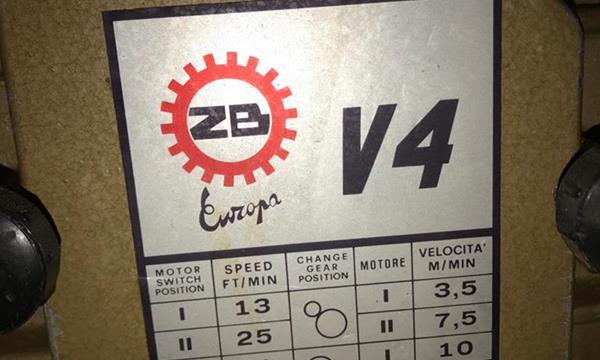 ZB
Europa
V4
MOTOR SWITCH POSITION SPEED FT/MIN CHANGE GEAR POSITION MOTORE VELOCITA' M/MIN
I 13 I 3,5
II 25 II 7,5
I 10